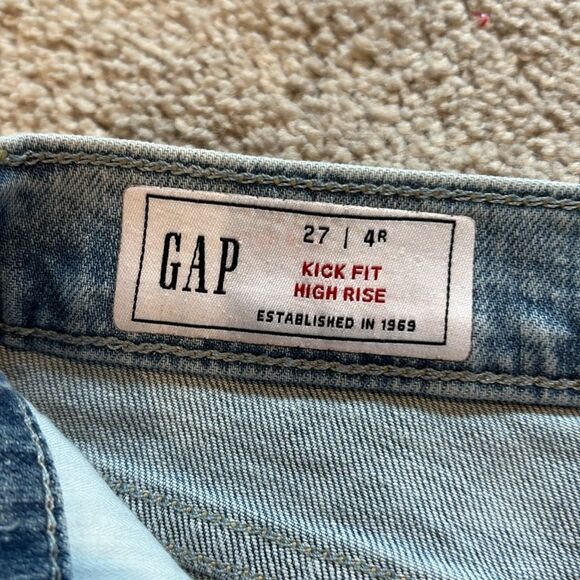 GAP
27 | 4R
KICK FIT
HIGH RISE
ESTABLISHED IN 1969